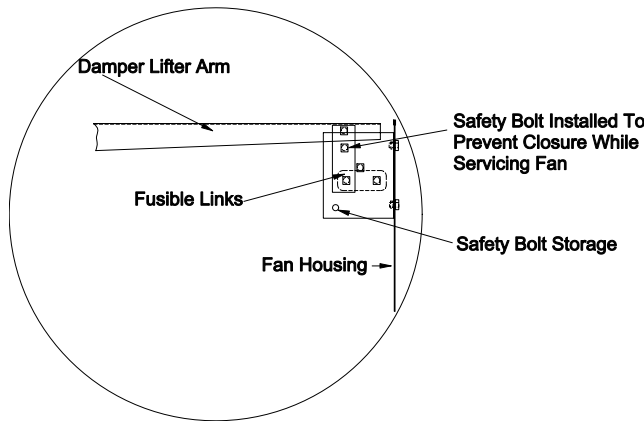 Damper Lifter Arm
Safety Bolt Installed To
Prevent Closure While
Servicing Fan
Fusible Links
Safety Bolt Storage
Fan Housing